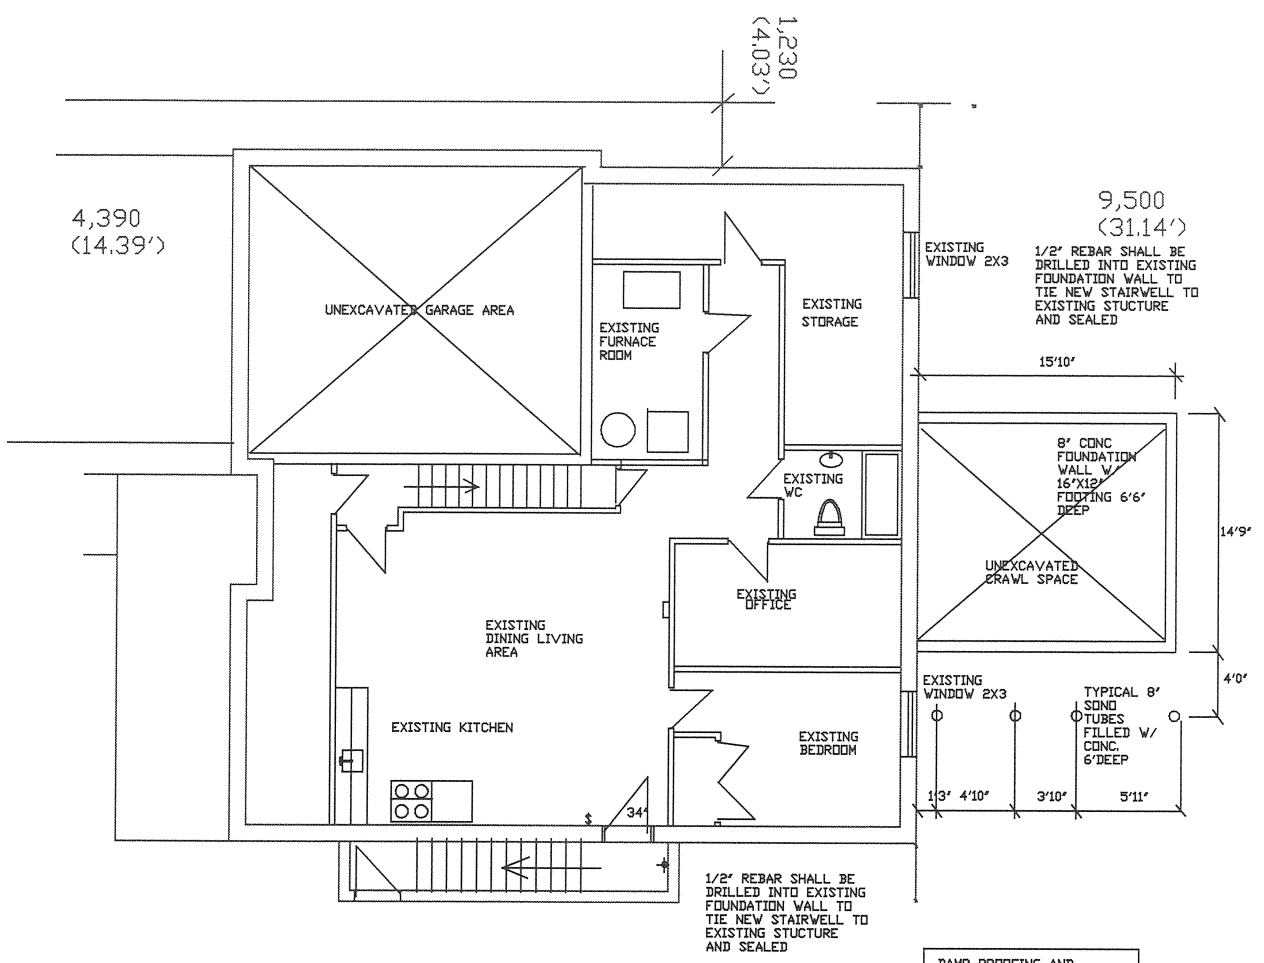 1,230
(4.03')
4,390
(14.39')
9,500
(31.14')
1/2" REBAR SHALL BE
DRILLED INTO EXISTING
FOUNDATION WALL TO
TIE NEW STAIRWELL TO
EXISTING STUCTURE
AND SEALED
EXISTING
WINDOW 2X3
UNEXCAVATED GARAGE AREA
EXISTING
STORAGE
EXISTING
FURNACE
ROOM
15'10"
8" CONC
FOUNDATION
WALL W/
16"X12"
FOOTING 6'6"
DEEP
EXISTING
WC
14'9"
UNEXCAVATED
CRAWL SPACE
EXISTING
OFFICE
EXISTING
DINING LIVING
AREA
EXISTING
WINDOW 2X3
4'0"
TYPICAL 8"
SONO
TUBES
FILLED W/
CONC.
6'DEEP
EXISTING KITCHEN
EXISTING
BEDROOM
1'3" 4'10" 3'10" 5'11"
$
34"
1/2" REBAR SHALL BE
DRILLED INTO EXISTING
FOUNDATION WALL TO
TIE NEW STAIRWELL TO
EXISTING STUCTURE
AND SEALED
DAMP PROOFING AND